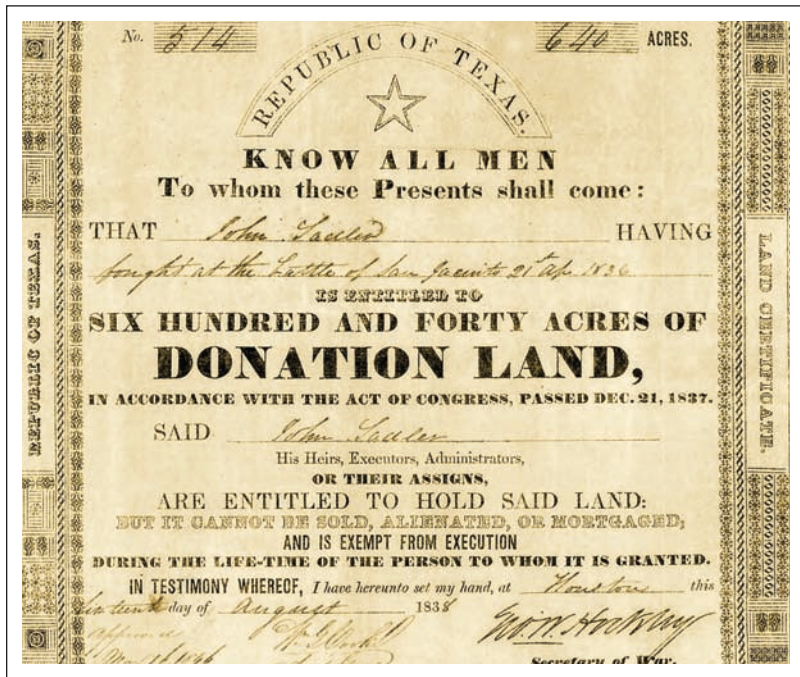 No. 514 640 ACRES.
REPUBLIC OF TEXAS.
KNOW ALL MEN
To whom these Presents shall come:
THAT John Sadler HAVING
fought at the Battle of San Jacinto 21st Ap. 1836
IS ENTITLED TO
SIX HUNDRED AND FORTY ACRES OF
DONATION LAND,
IN ACCORDANCE WITH THE ACT OF CONGRESS, PASSED DEC. 21, 1837.
SAID John Sadler
His Heirs, Executors, Administrators,
OR THEIR ASSIGNS,
ARE ENTITLED TO HOLD SAID LAND:
BUT IT CANNOT BE SOLD, ALIENATED, OR MORTGAGED;
AND IS EXEMPT FROM EXECUTION
DURING THE LIFE-TIME OF THE PERSON TO WHOM IT IS GRANTED.
IN TESTIMONY WHEREOF, I have hereunto set my hand, at Houston this
day of August 1838
Geo. W. Hockley
Secretary of War.
REPUBLIC OF TEXAS.
LAND CERTIFICATE.